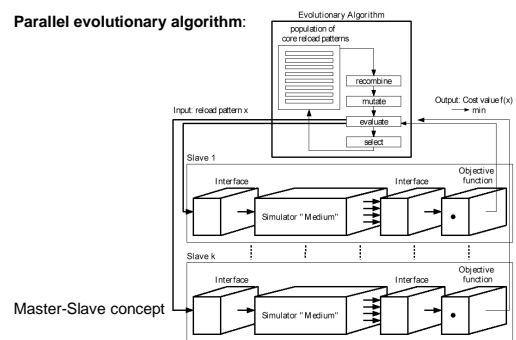 Parallel evolutionary algorithm:
Evolutionary Algorithm
population of
core reload patterns
recombine
mutate
evaluate
select
Input: reload pattern x
Output: Cost value f(x)
min
Slave 1
Interface
Simulator "Medium"
Interface
Objective
function
Slave k
Interface
Simulator "Medium"
Interface
Objective
function
Master-Slave concept